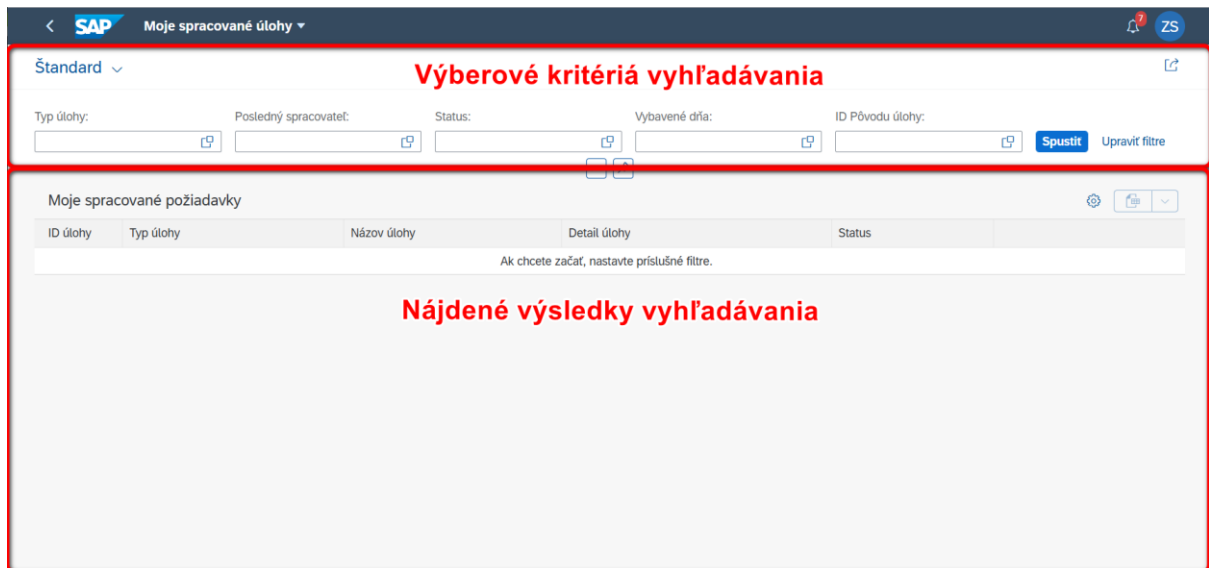 SAP Moje spracované úlohy 7 ZS
Štandard
Výberové kritériá vyhľadávania
Typ úlohy: Posledný spracovateľ: Status: Vybavené dňa: ID Pôvodu úlohy:
Spustiť Upraviť filtre
Moje spracované požiadavky
ID úlohy Typ úlohy Názov úlohy Detail úlohy Status
Ak chcete začať, nastavte príslušné filtre.
Nájdené výsledky vyhľadávania